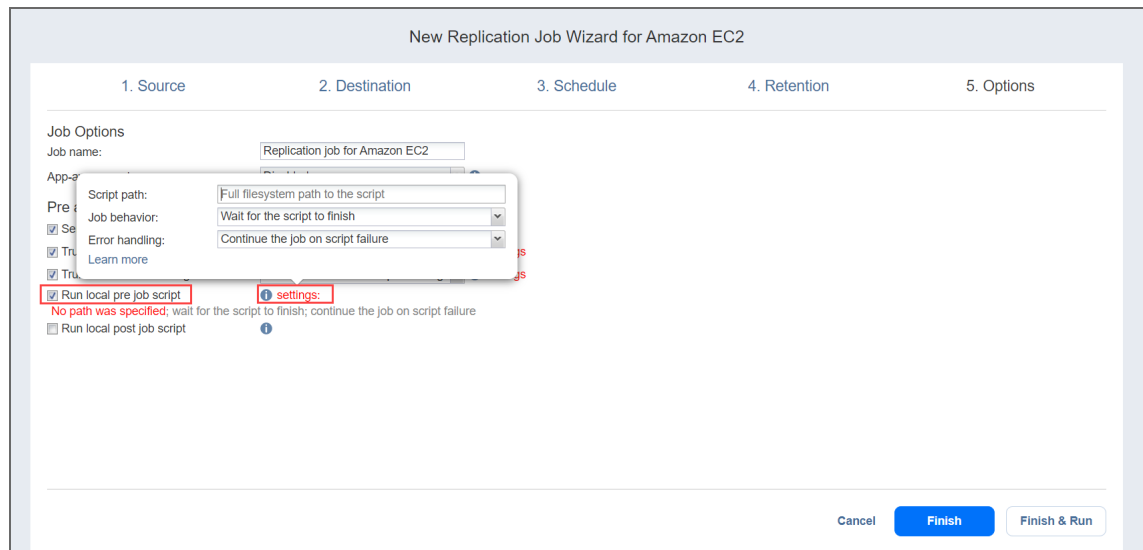 New Replication Job Wizard for Amazon EC2
1. Source 2. Destination 3. Schedule 4. Retention 5. Options
Job Options
Job name: Replication job for Amazon EC2
Script path: Full filesystem path to the script
Pre
Job behavior: Wait for the script to finish
Error handling: Continue the job on script failure
Learn more
Run local pre job script settings:
No path was specified; wait for the script to finish; continue the job on script failure
Run local post job script
Cancel Finish Finish & Run